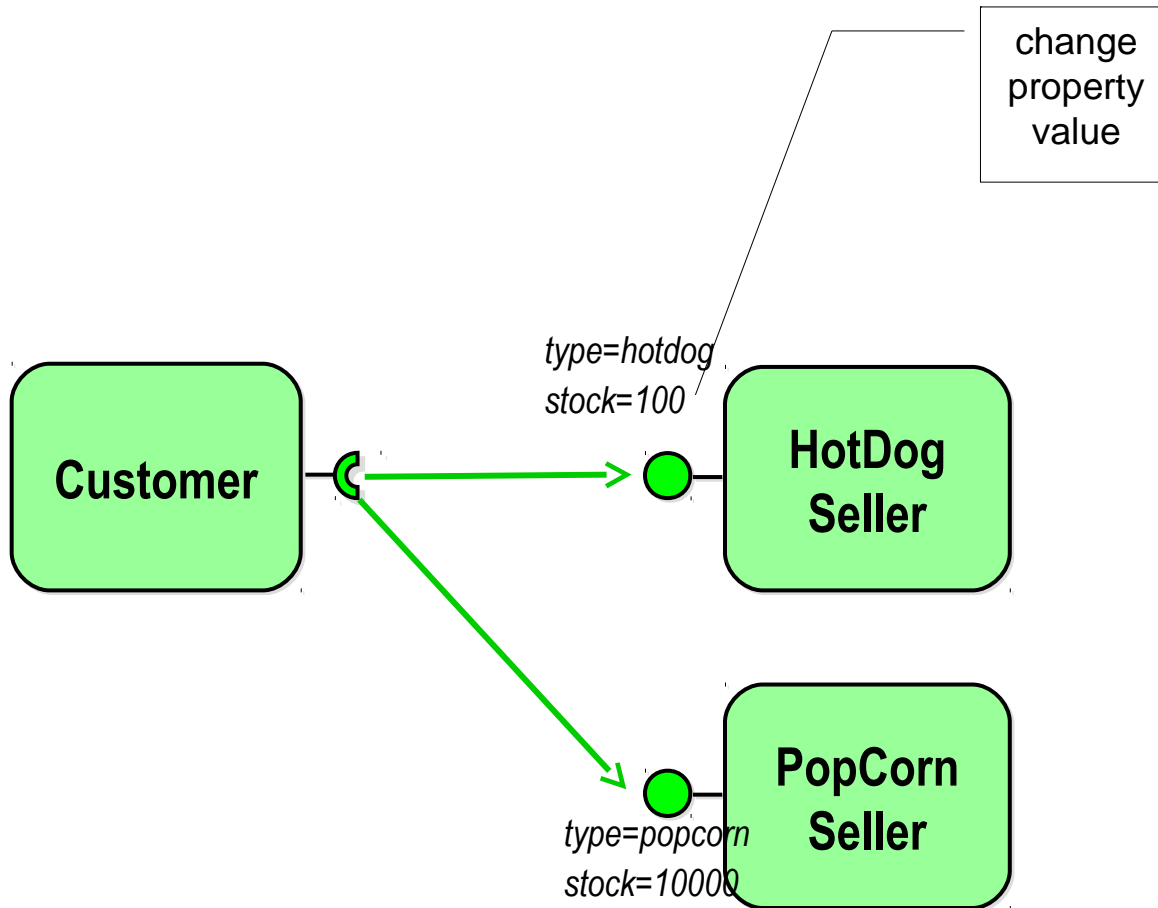 change
property
value
type=hotdog
stock=100
Customer
HotDog
Seller
PopCorn
Seller
type=popcorn
stock=10000